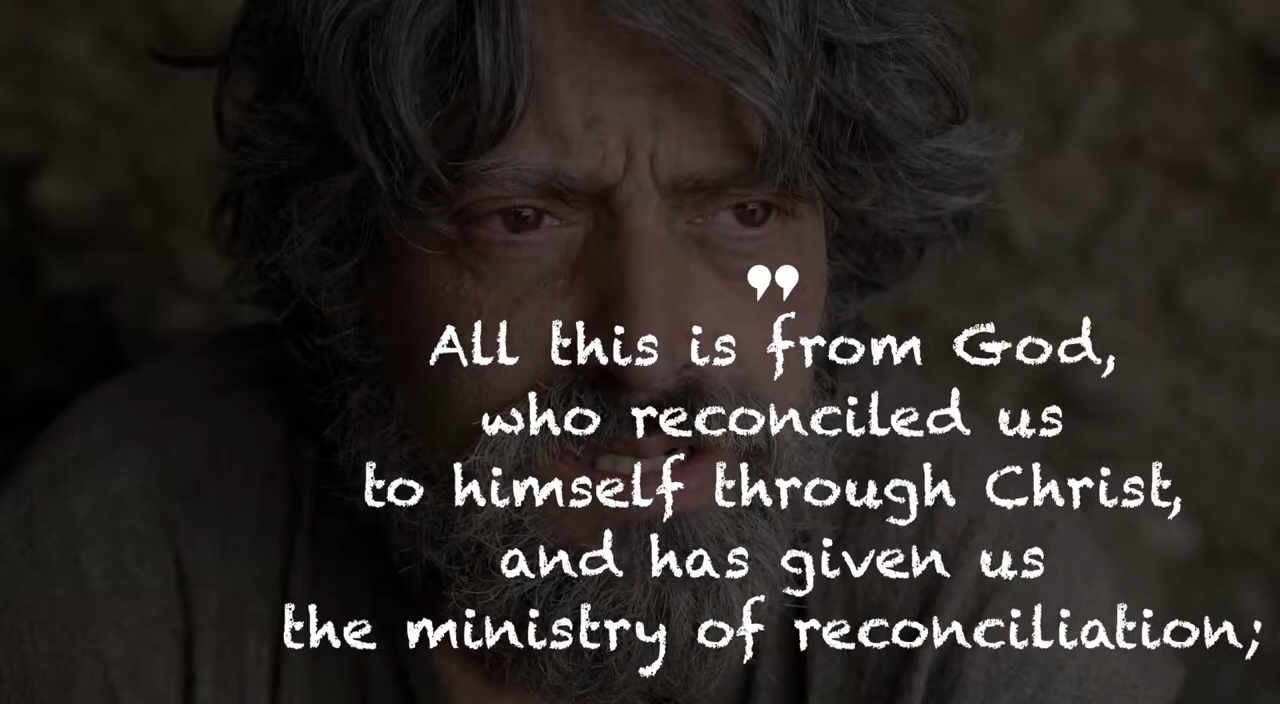 ”
All this is from God,
who reconciled us
to himself through Christ,
and has given us
the ministry of reconciliation;